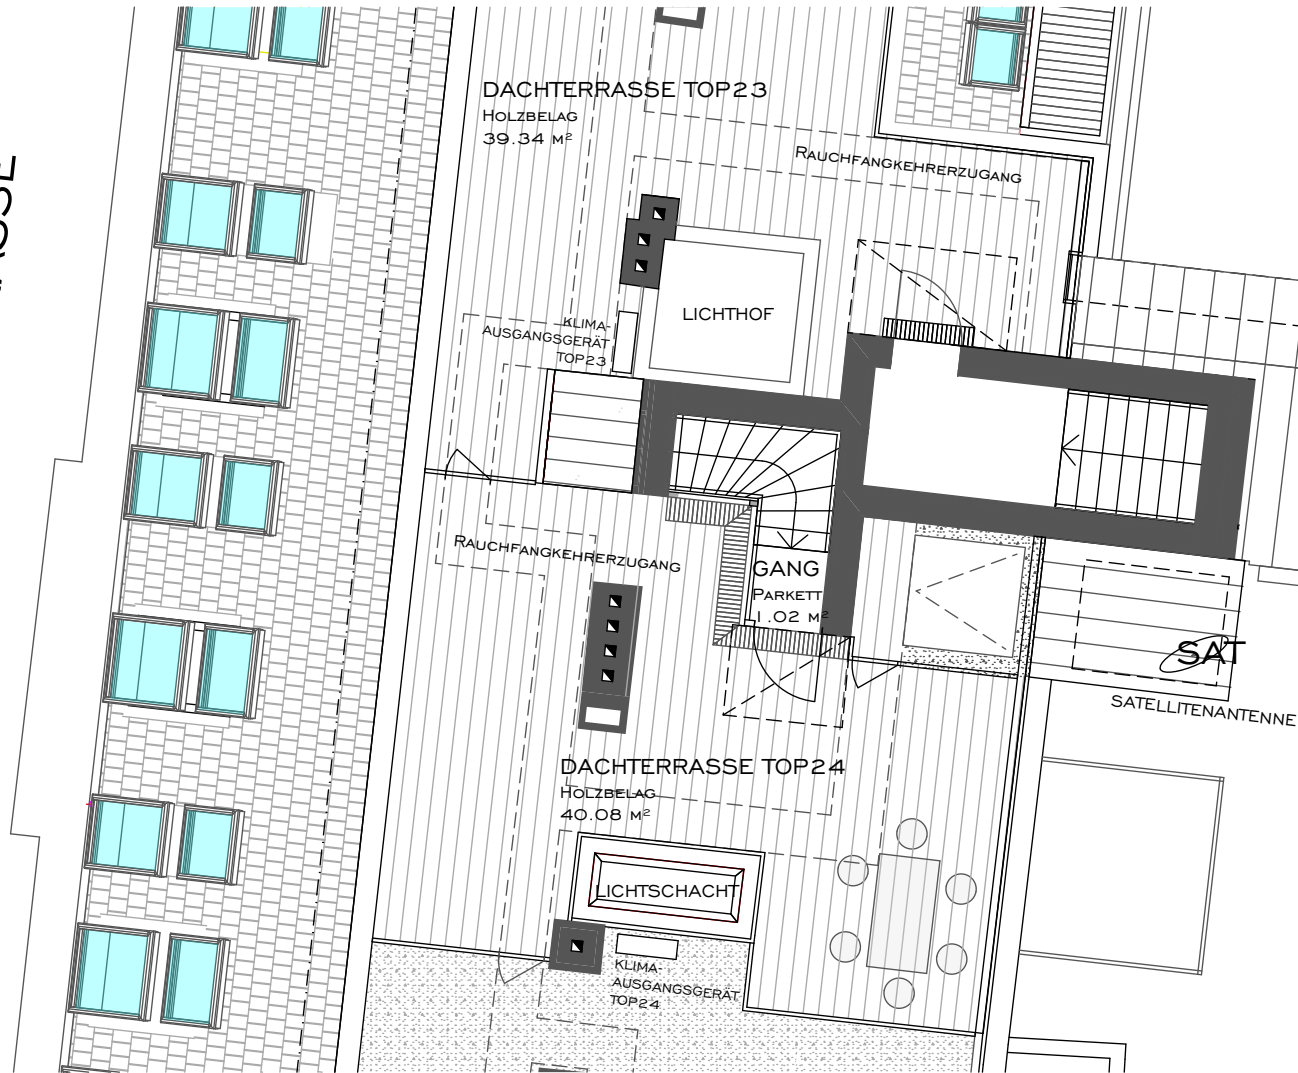 DACHTERRASSE TOP23
HOLZBELAG
39.34 M²
RAUCHFANGKEHRERZUGANG
LICHTHOF
KLIMA-
AUSGANGSGERÄT
TOP23
RAUCHFANGKEHRERZUGANG
GANG
PARKETT
1.02 M²
SAT
SATELLITENANTENNE
DACHTERRASSE TOP24
HOLZBELAG
40.08 M²
LICHTSCHACHT
KLIMA-
AUSGANGSGERÄT
TOP24